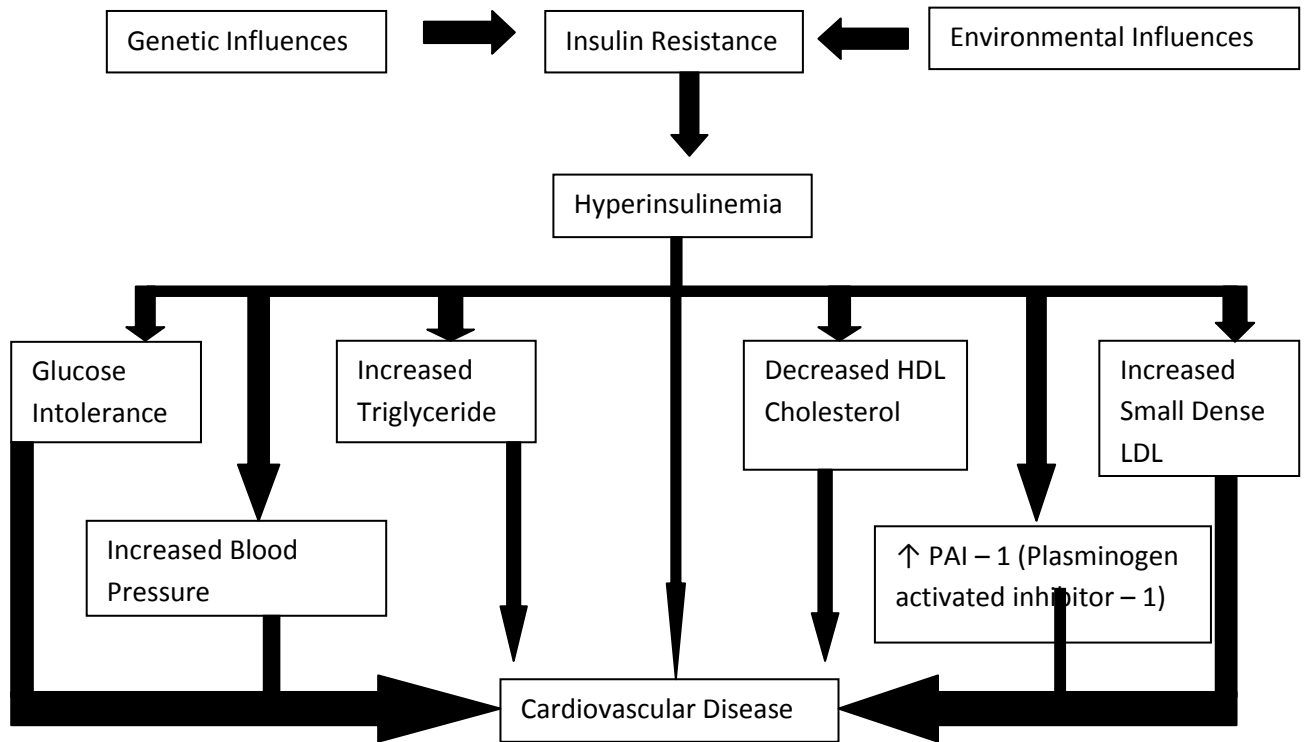 Genetic Influences
Insulin Resistance
Environmental Influences
Hyperinsulinemia
Glucose
Intolerance
Increased
Triglyceride
Decreased HDL
Cholesterol
Increased
Small Dense
LDL
Increased Blood
Pressure
↑ PAI – 1 (Plasminogen
activated inhibitor – 1)
Cardiovascular Disease